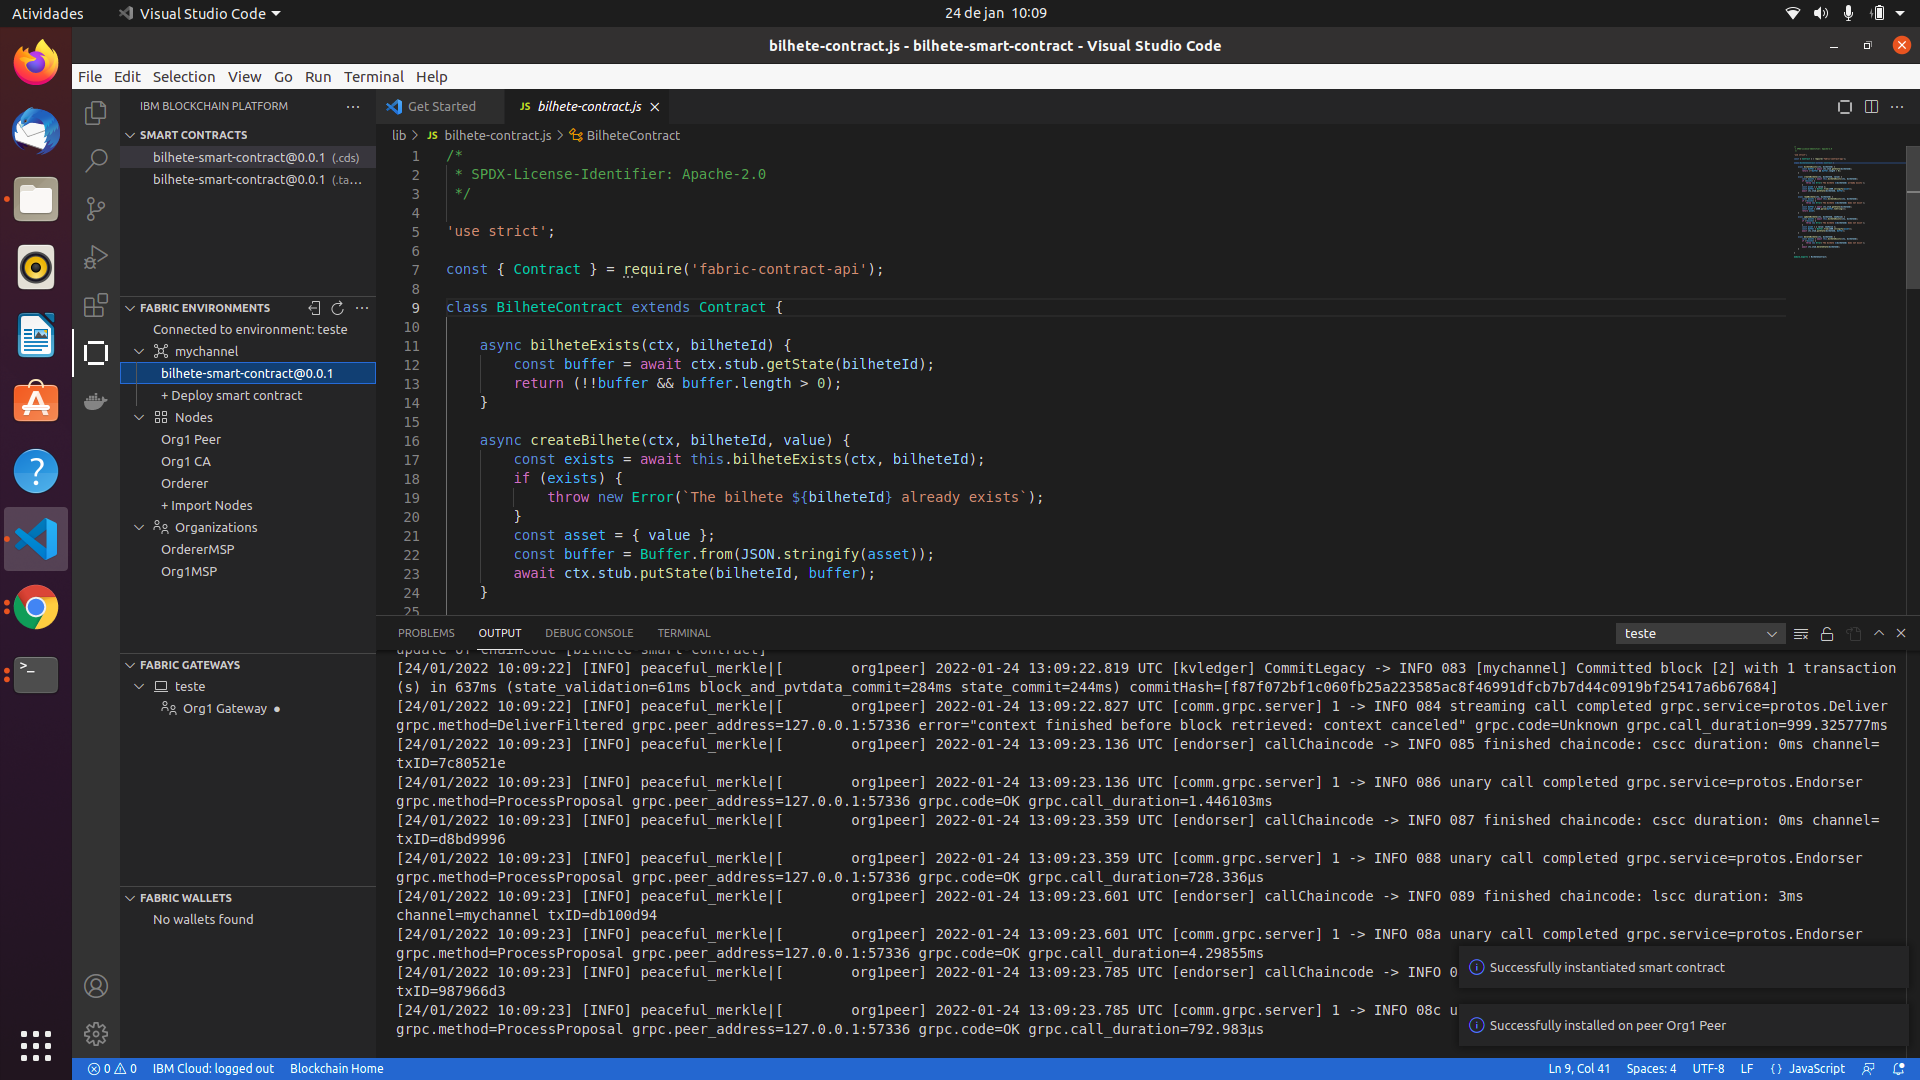 Atividades
Visual Studio Code
24 de jan 10:09
bilhete-contract.js - bilhete-smart-contract - Visual Studio Code
File Edit Selection View Go Run Terminal Help
IBM BLOCKCHAIN PLATFORM
SMART CONTRACTS
bilhete-smart-contract@0.0.1 (.cds)
bilhete-smart-contract@0.0.1 (.ta...
FABRIC ENVIRONMENTS
Connected to environment: teste
mychannel
bilhete-smart-contract@0.0.1
+ Deploy smart contract
Nodes
Org1 Peer
Org1 CA
Orderer
+ Import Nodes
Organizations
OrdererMSP
Org1MSP
FABRIC GATEWAYS
teste
Org1 Gateway
FABRIC WALLETS
No wallets found
Get Started
JS bilhete-contract.js
lib > JS bilhete-contract.js > BilheteContract
1 /*
2 * SPDX-License-Identifier: Apache-2.0
3 */
4
5 'use strict';
6
7 const { Contract } = require('fabric-contract-api');
8
9 class BilheteContract extends Contract {
10
11 async bilheteExists(ctx, bilheteId) {
12 const buffer = await ctx.stub.getState(bilheteId);
13 return (!!buffer && buffer.length > 0);
14 }
15
16 async createBilhete(ctx, bilheteId, value) {
17 const exists = await this.bilheteExists(ctx, bilheteId);
18 if (exists) {
19 throw new Error(`The bilhete ${bilheteId} already exists`);
20 }
21 const asset = { value };
22 const buffer = Buffer.from(JSON.stringify(asset));
23 await ctx.stub.putState(bilheteId, buffer);
24 }
25
PROBLEMS OUTPUT DEBUG CONSOLE TERMINAL
teste
update of chaincode [bilhete-smart-contract]
[24/01/2022 10:09:22] [INFO] peaceful_merkle|[ org1peer] 2022-01-24 13:09:22.819 UTC [kvledger] CommitLegacy -> INFO 083 [mychannel] Committed block [2] with 1 transaction
(s) in 637ms (state_validation=61ms block_and_pvtdata_commit=284ms state_commit=244ms) commitHash=[f87f072bf1c060fb25a223585ac8f46991dfcb7b7d44c0919bf25417a6b67684]
[24/01/2022 10:09:22] [INFO] peaceful_merkle|[ org1peer] 2022-01-24 13:09:22.827 UTC [comm.grpc.server] 1 -> INFO 084 streaming call completed grpc.service=protos.Deliver
grpc.method=DeliverFiltered grpc.peer_address=127.0.0.1:57336 error="context finished before block retrieved: context canceled" grpc.code=Unknown grpc.call_duration=999.325777ms
[24/01/2022 10:09:23] [INFO] peaceful_merkle|[ org1peer] 2022-01-24 13:09:23.136 UTC [endorser] callChaincode -> INFO 085 finished chaincode: cscc duration: 0ms channel=
txID=7c80521e
[24/01/2022 10:09:23] [INFO] peaceful_merkle|[ org1peer] 2022-01-24 13:09:23.136 UTC [comm.grpc.server] 1 -> INFO 086 unary call completed grpc.service=protos.Endorser
grpc.method=ProcessProposal grpc.peer_address=127.0.0.1:57336 grpc.code=OK grpc.call_duration=1.446103ms
[24/01/2022 10:09:23] [INFO] peaceful_merkle|[ org1peer] 2022-01-24 13:09:23.359 UTC [endorser] callChaincode -> INFO 087 finished chaincode: cscc duration: 0ms channel=
txID=d8bd9996
[24/01/2022 10:09:23] [INFO] peaceful_merkle|[ org1peer] 2022-01-24 13:09:23.359 UTC [comm.grpc.server] 1 -> INFO 088 unary call completed grpc.service=protos.Endorser
grpc.method=ProcessProposal grpc.peer_address=127.0.0.1:57336 grpc.code=OK grpc.call_duration=728.336µs
[24/01/2022 10:09:23] [INFO] peaceful_merkle|[ org1peer] 2022-01-24 13:09:23.601 UTC [endorser] callChaincode -> INFO 089 finished chaincode: lscc duration: 3ms
channel=mychannel txID=db100d94
[24/01/2022 10:09:23] [INFO] peaceful_merkle|[ org1peer] 2022-01-24 13:09:23.601 UTC [comm.grpc.server] 1 -> INFO 08a unary call completed grpc.service=protos.Endorser
grpc.method=ProcessProposal grpc.peer_address=127.0.0.1:57336 grpc.code=OK grpc.call_duration=4.29855ms
[24/01/2022 10:09:23] [INFO] peaceful_merkle|[ org1peer] 2022-01-24 13:09:23.785 UTC [endorser] callChaincode -> INFO 0
txID=987966d3
[24/01/2022 10:09:23] [INFO] peaceful_merkle|[ org1peer] 2022-01-24 13:09:23.785 UTC [comm.grpc.server] 1 -> INFO 08c u
grpc.method=ProcessProposal grpc.peer_address=127.0.0.1:57336 grpc.code=OK grpc.call_duration=792.983µs
Successfully instantiated smart contract
Successfully installed on peer Org1 Peer
0 0 IBM Cloud: logged out Blockchain Home
Ln 9, Col 41 Spaces: 4 UTF-8 LF {} JavaScript